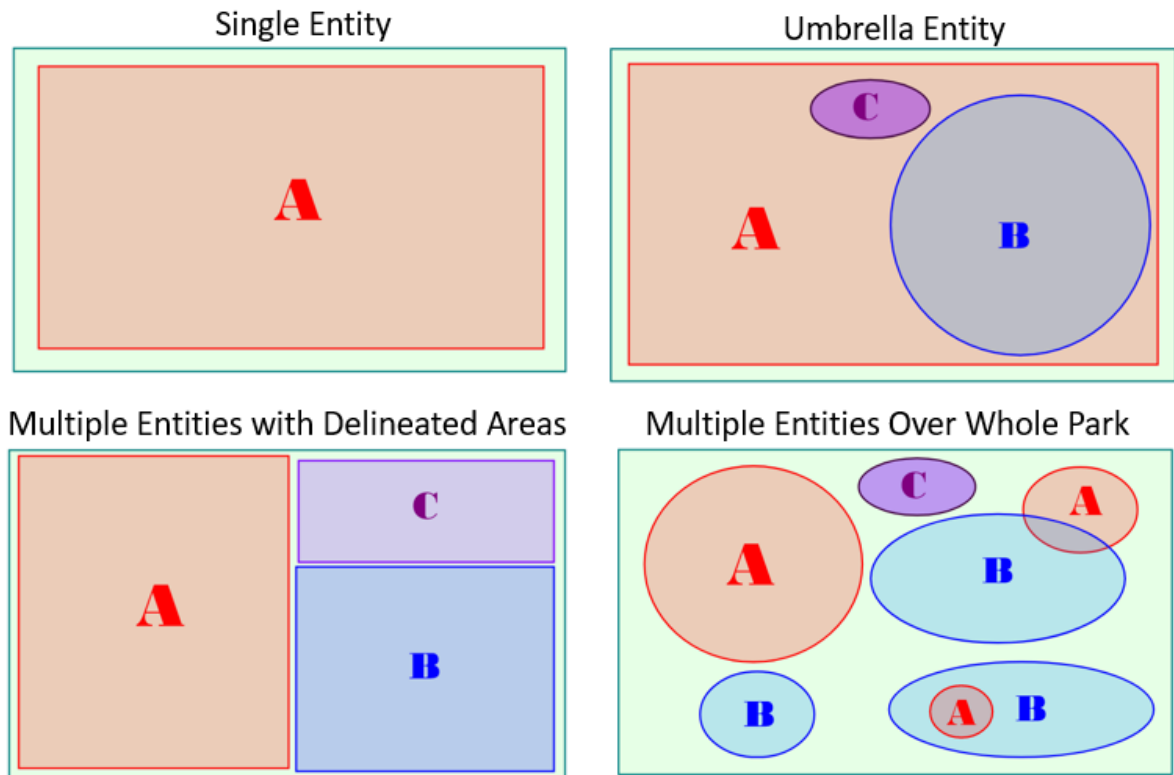 Single Entity
A
Umbrella Entity
C
A
B
Multiple Entities with Delineated Areas
A
C
B
Multiple Entities Over Whole Park
C
A
A
B
B
A
B